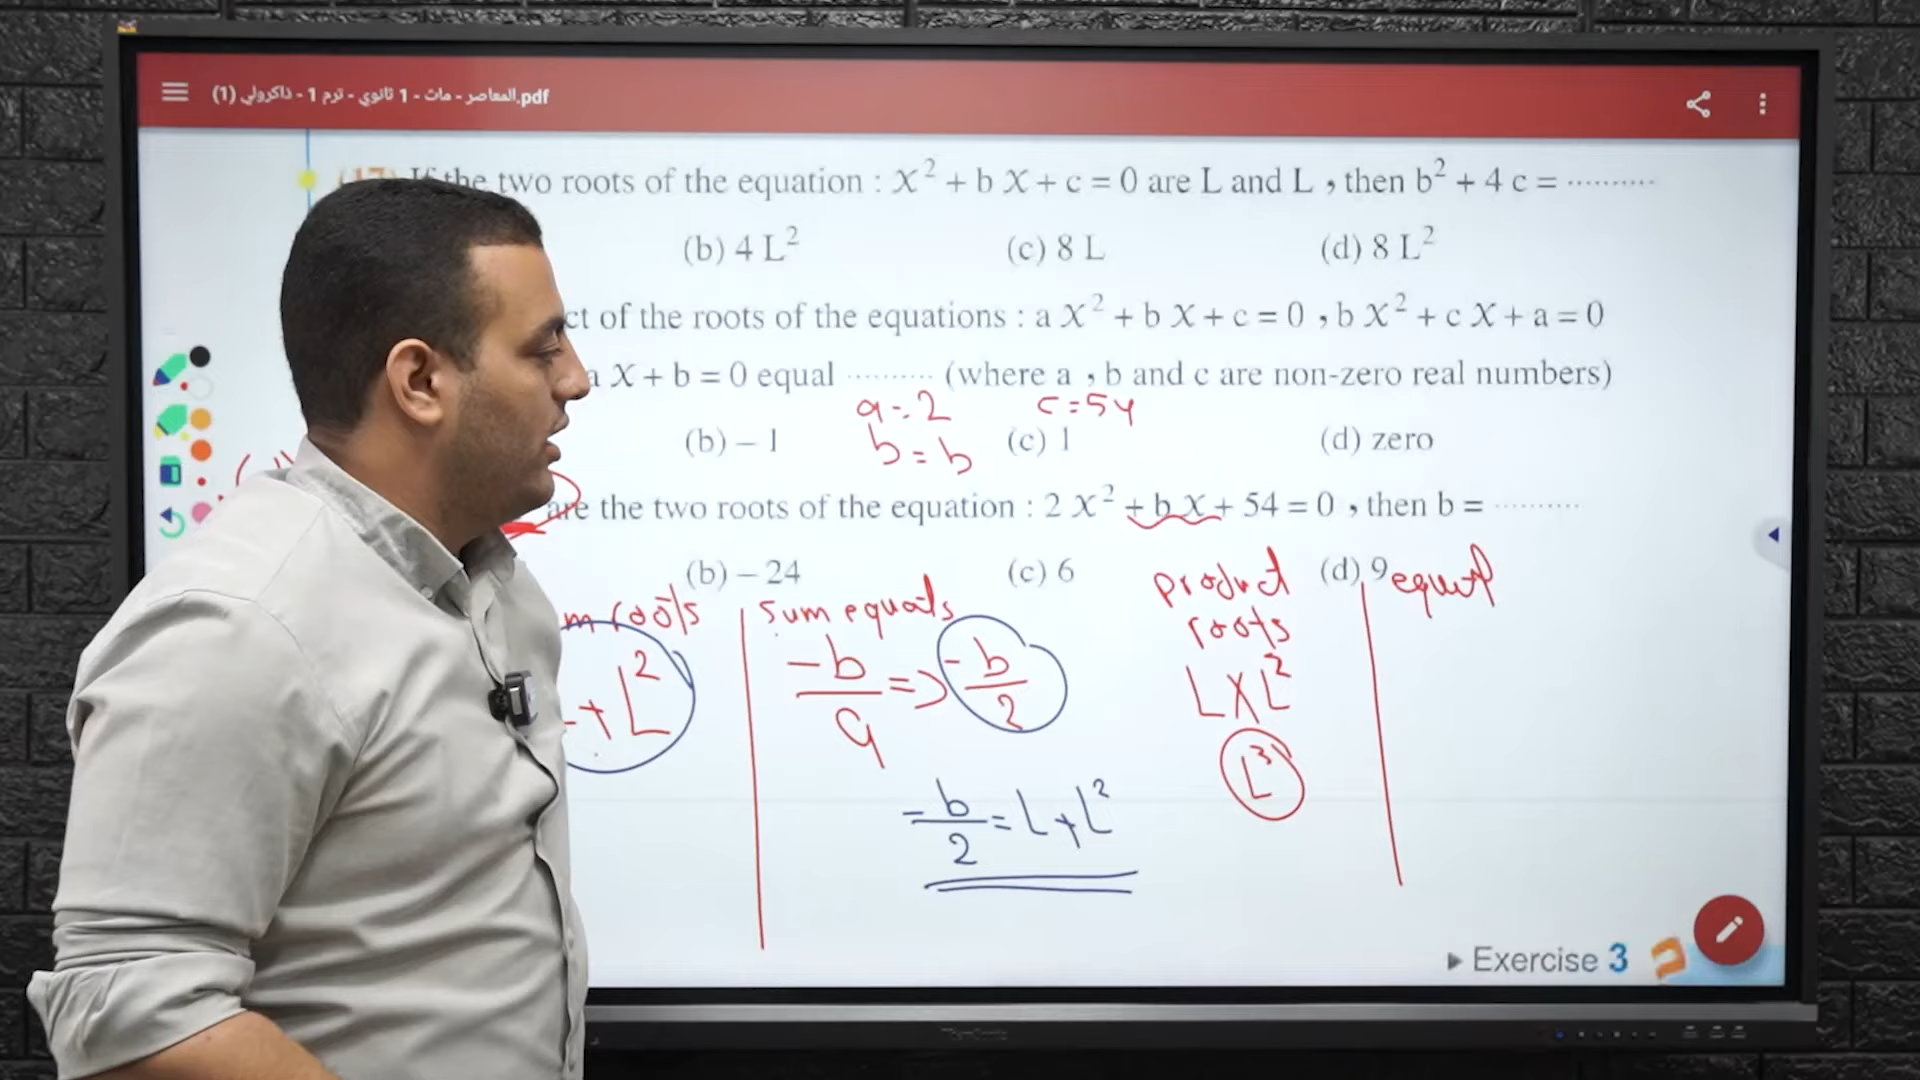 المعاصر - ماث - 1 ثانوي - ترم 1 - ذاكرولي (1).pdf
the two roots of the equation : x² + b x + c = 0 are L and L , then b² + 4 c = ··········
(b) 4 L² (c) 8 L (d) 8 L²
ct of the roots of the equations : a x² + b x + c = 0 , b x² + c x + a = 0
a x + b = 0 equal ·········· (where a , b and c are non-zero real numbers)
a = 2 c = 54
(b) – 1 b = b (c) 1 (d) zero
are the two roots of the equation : 2 x² + b x + 54 = 0 , then b = ··········
(b) – 24 (c) 6 (d) 9
m roots sum equals product roots equal
+ L² -b/a => -b/2 L X L²
L³
-b/2 = L + L²
Exercise 3